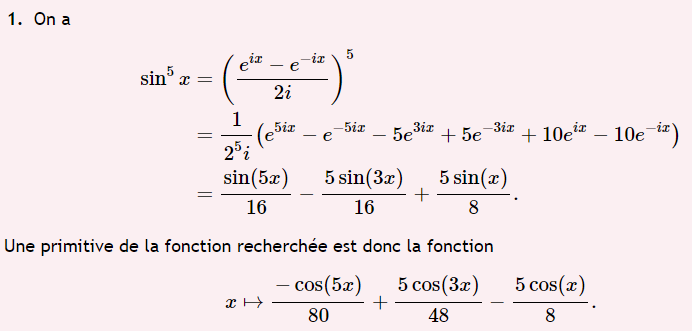 1. On a
sin⁵ x = ( (e^{ix} − e^{−ix}) / 2i )⁵
= 1/(2⁵i) (e^{5ix} − e^{−5ix} − 5e^{3ix} + 5e^{−3ix} + 10e^{ix} − 10e^{−ix})
= sin(5x)/16 − 5 sin(3x)/16 + 5 sin(x)/8 .
Une primitive de la fonction recherchée est donc la fonction
x ↦ − cos(5x)/80 + 5 cos(3x)/48 − 5 cos(x)/8 .